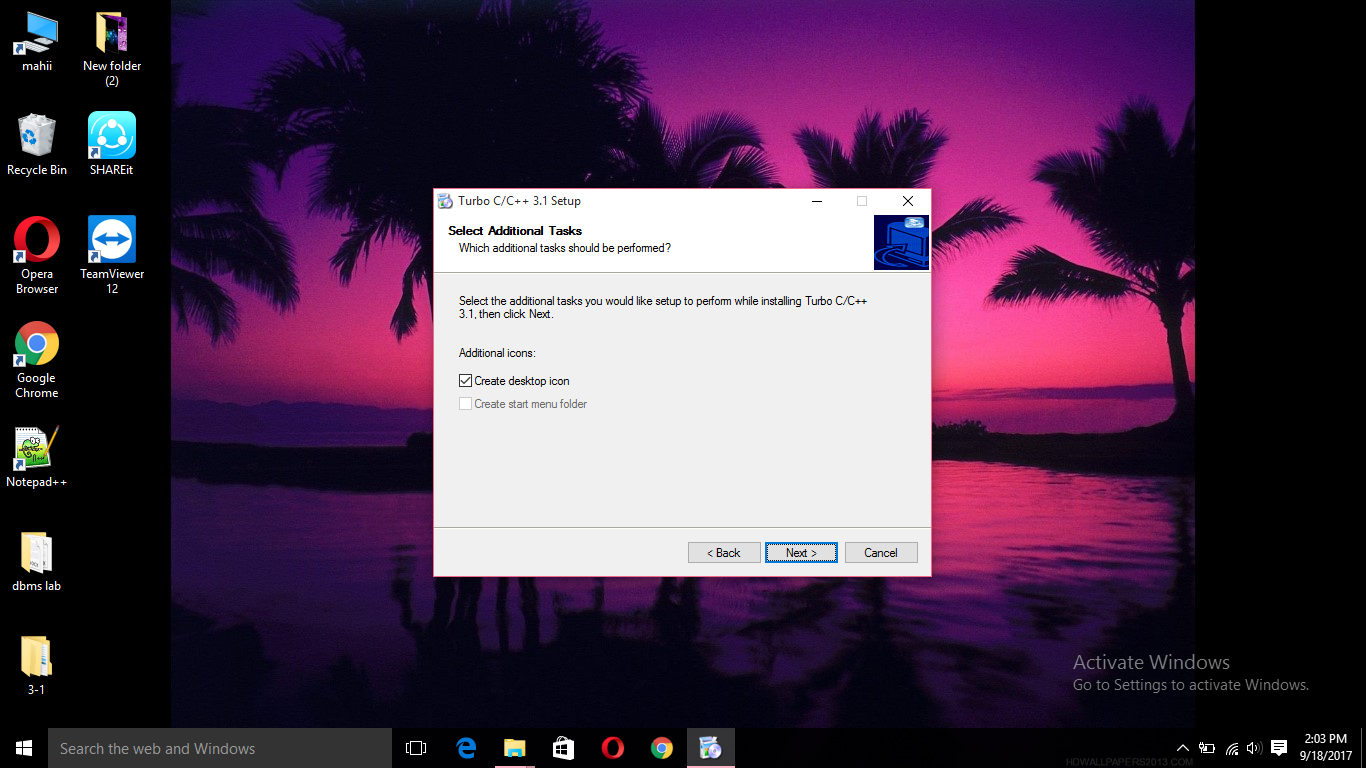 mahii
New folder
(2)
Recycle Bin
SHAREit
Opera
Browser
TeamViewer
12
Google
Chrome
Notepad++
dbms lab
3-1
Turbo C/C++ 3.1 Setup
Select Additional Tasks
Which additional tasks should be performed?
Select the additional tasks you would like setup to perform while installing Turbo C/C++
3.1, then click Next.
Additional icons:
Create desktop icon
Create start menu folder
< Back
Next >
Cancel
Activate Windows
Go to Settings to activate Windows.
HDWALLPAPERS2013.COM
Search the web and Windows
2:03 PM
9/18/2017